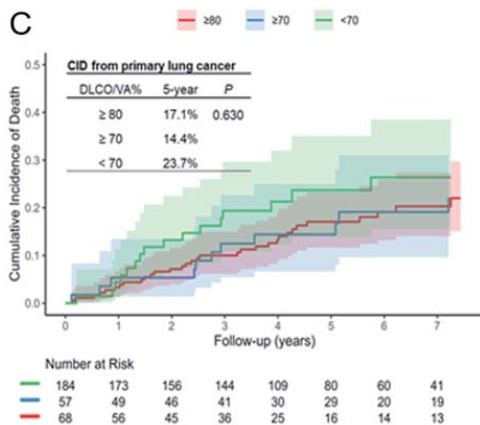 C
≥80 ≥70 <70
CID from primary lung cancer
DLCO/VA% 5-year P
≥ 80 17.1% 0.630
≥ 70 14.4%
< 70 23.7%
Cumulative Incidence of Death
0.5
0.4
0.3
0.2
0.1
0.0
0 1 2 3 4 5 6 7
Follow-up (years)
Number at Risk
184 173 156 144 109 80 60 41
57 49 46 41 30 29 20 19
68 56 45 36 25 16 14 13